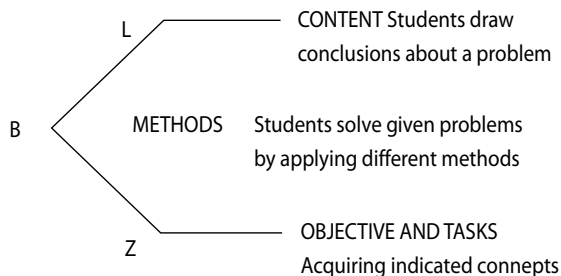 L
CONTENT Students draw
conclusions about a problem
B
METHODS Students solve given problems
by applying different methods
Z
OBJECTIVE AND TASKS
Acquiring indicated connepts